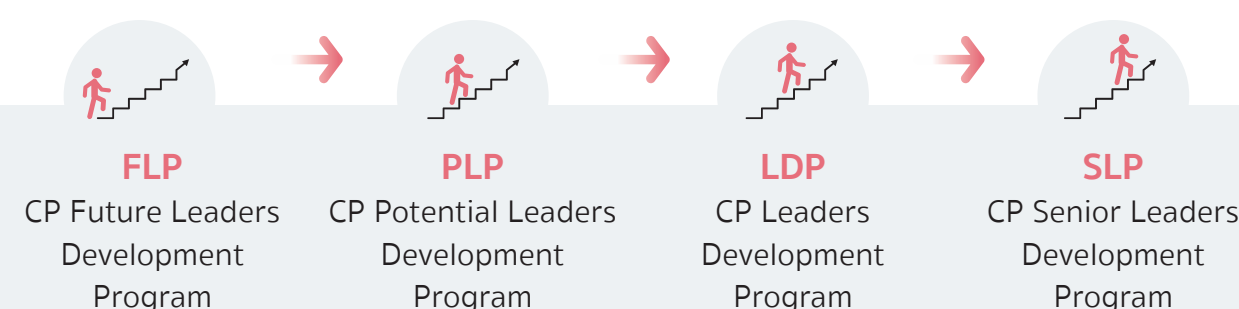 FLP
CP Future Leaders
Development
Program
PLP
CP Potential Leaders
Development
Program
LDP
CP Leaders
Development
Program
SLP
CP Senior Leaders
Development
Program